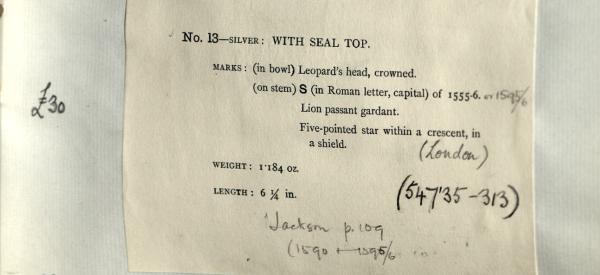 No. 13—SILVER: WITH SEAL TOP.
MARKS: (in bowl) Leopard's head, crowned.
(on stem) S (in Roman letter, capital) of 1555-6. or 1595/6
Lion passant gardant.
£30
Five-pointed star within a crescent, in
a shield.
(London)
WEIGHT: 1·184 oz.
LENGTH: 6 ¼ in.
(547'35-313)
Jackson p. 109
(1590 1595/6